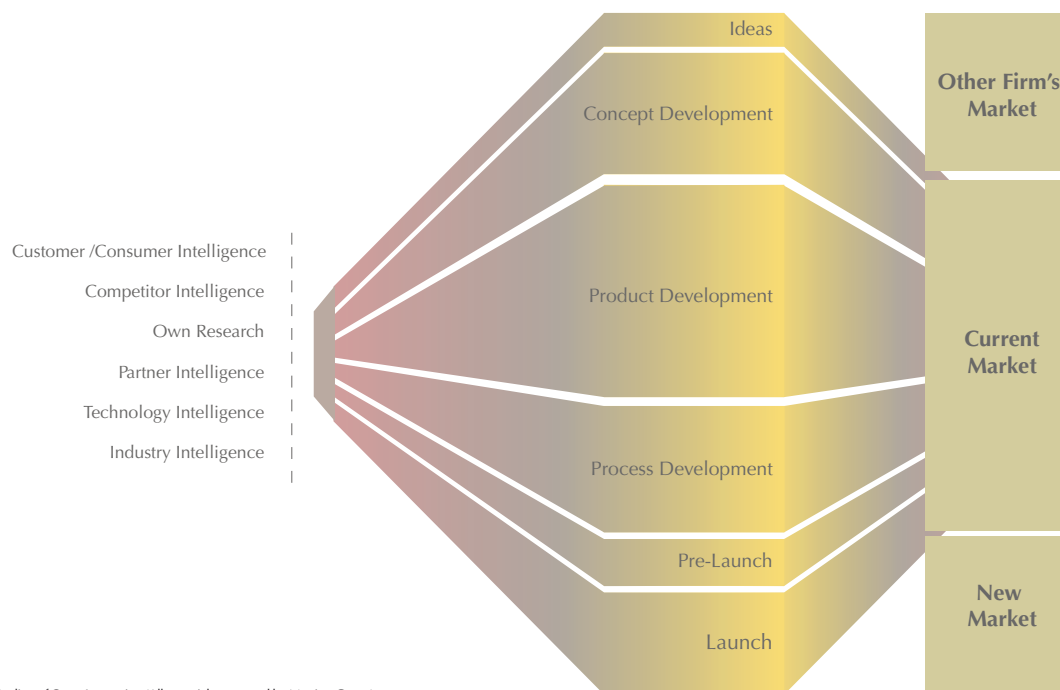 Ideas
Concept Development
Product Development
Process Development
Pre-Launch
Launch
Customer /Consumer Intelligence
Competitor Intelligence
Own Research
Partner Intelligence
Technology Intelligence
Industry Intelligence
Other Firm's
Market
Current
Market
New
Market